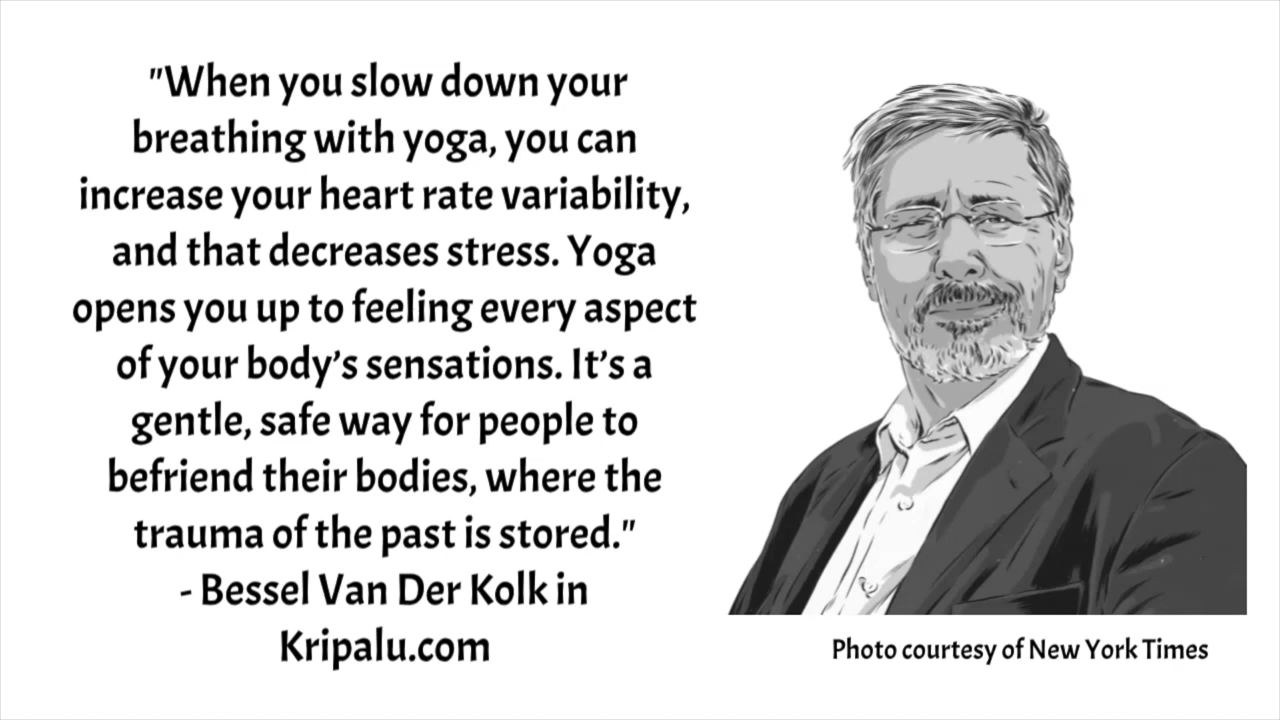 "When you slow down your
breathing with yoga, you can
increase your heart rate variability,
and that decreases stress. Yoga
opens you up to feeling every aspect
of your body’s sensations. It’s a
gentle, safe way for people to
befriend their bodies, where the
trauma of the past is stored."
- Bessel Van Der Kolk in
Kripalu.com
Photo courtesy of New York Times